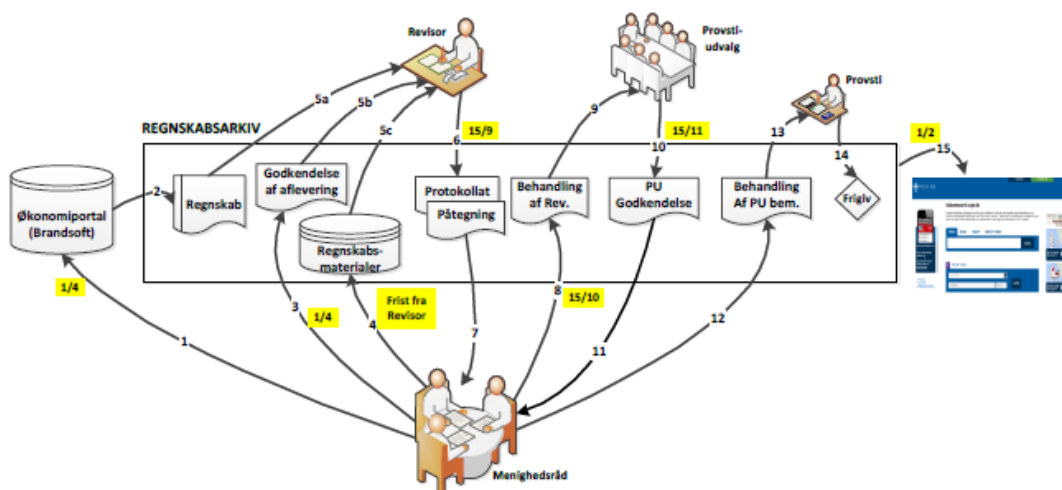 Revisor
Provsti-
udvalg
Provsti
5a
5b
5c
6
15/9
9
15/11
10
13
14
1/2
15
REGNSKABSARKIV
2
Økonomiportal
(Brandsoft)
Regnskab
Godkendelse
af aflevering
Regnskabs-
materialer
Protokollat
Påtegning
Behandling
af Rev.
PU
Godkendelse
Behandling
Af PU bem.
Frigiv
1/4
3
1/4
4
Frist fra
Revisor
7
8
15/10
11
12
1
Menighedsråd